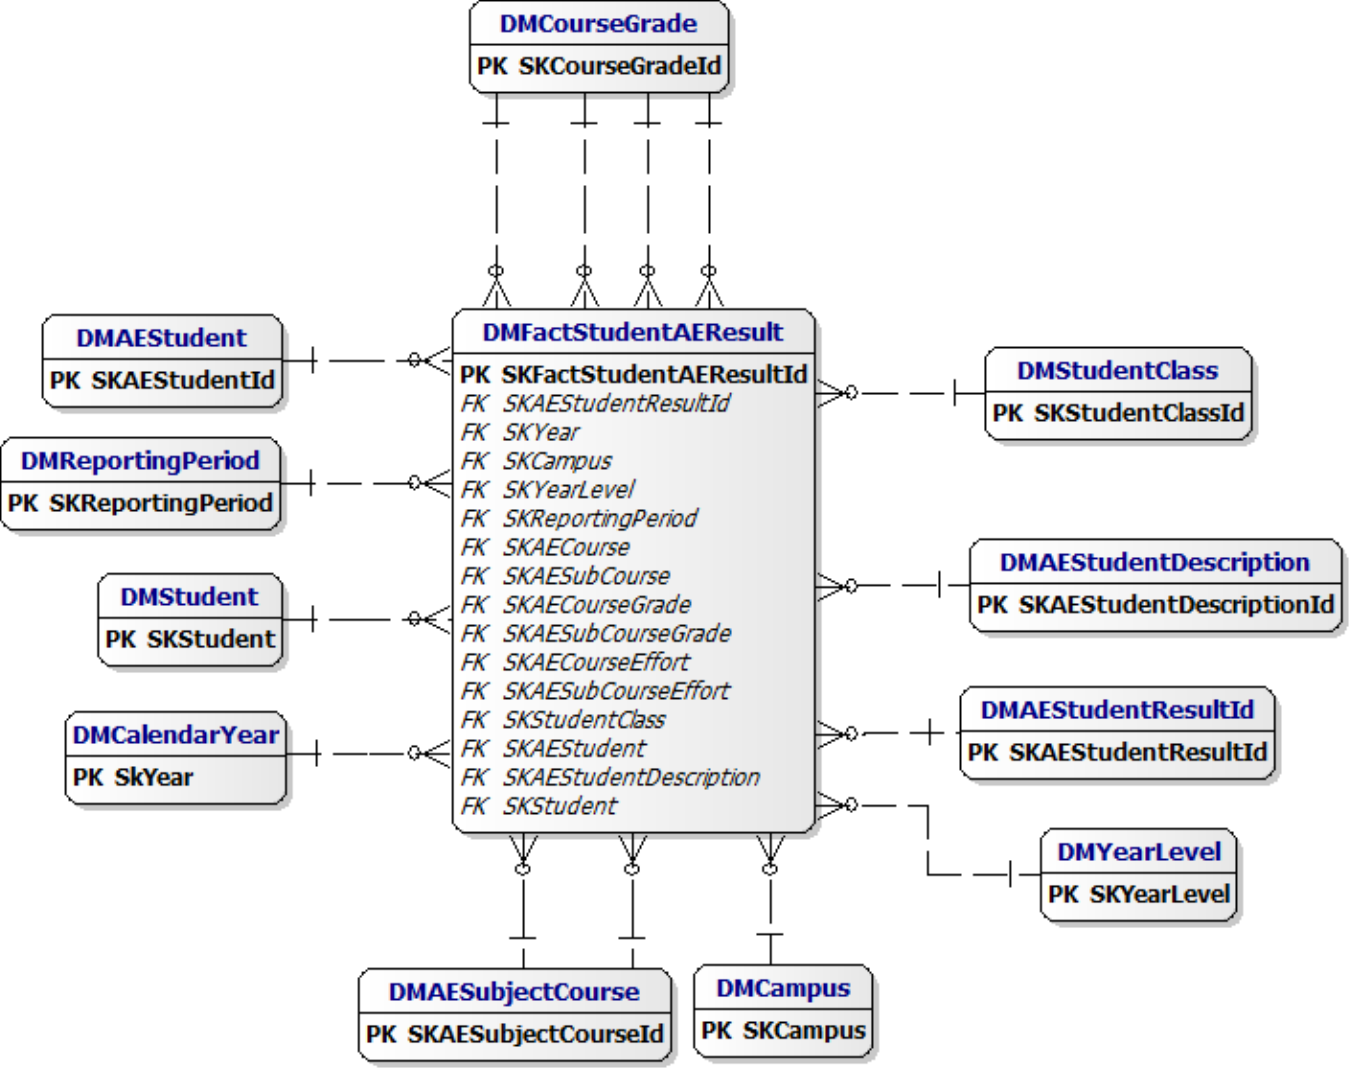 DMCourseGrade
PK SKCourseGradeId
DMAEStudent
PK SKAEStudentId
DMReportingPeriod
PK SKReportingPeriod
DMStudent
PK SKStudent
DMCalendarYear
PK SkYear
DMFactStudentAEResult
PK SKFactStudentAEResultId
FK SKAEStudentResultId
FK SKYear
FK SKCampus
FK SKYearLevel
FK SKReportingPeriod
FK SKAECourse
FK SKAESubCourse
FK SKAECourseGrade
FK SKAESubCourseGrade
FK SKAECourseEffort
FK SKAESubCourseEffort
FK SKStudentClass
FK SKAEStudent
FK SKAEStudentDescription
FK SKStudent
DMStudentClass
PK SKStudentClassId
DMAEStudentDescription
PK SKAEStudentDescriptionId
DMAEStudentResultId
PK SKAEStudentResultId
DMYearLevel
PK SKYearLevel
DMAESubjectCourse
PK SKAESubjectCourseId
DMCampus
PK SKCampus